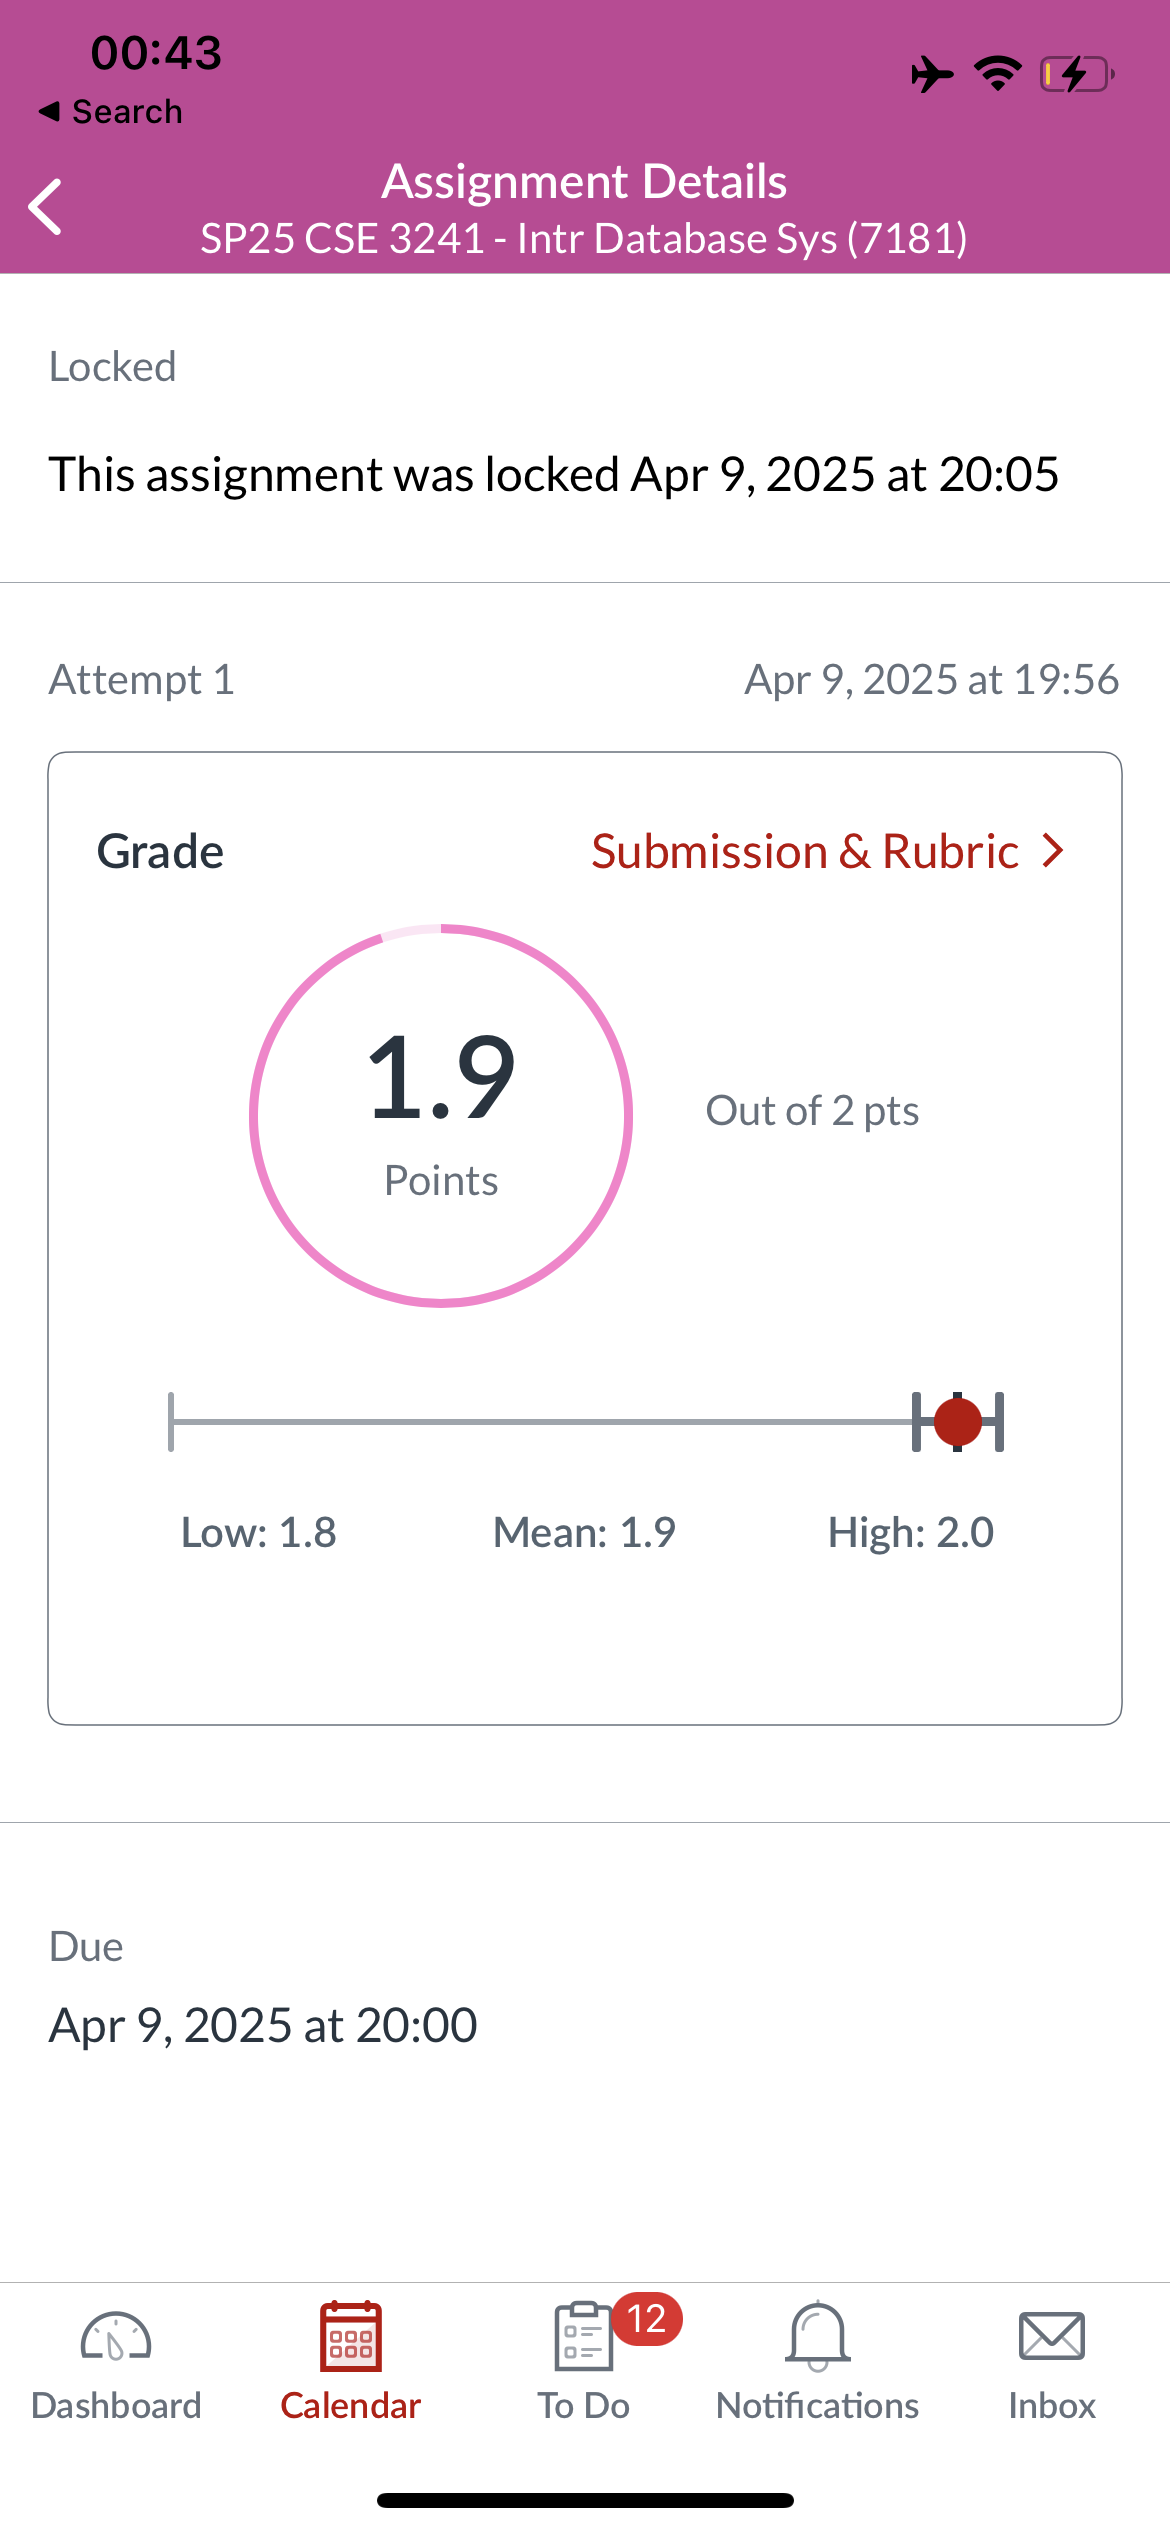 00:43
◀ Search
Assignment Details
SP25 CSE 3241 - Intr Database Sys (7181)
Locked
This assignment was locked Apr 9, 2025 at 20:05
Attempt 1
Apr 9, 2025 at 19:56
Grade
Submission & Rubric >
1.9
Points
Out of 2 pts
Low: 1.8
Mean: 1.9
High: 2.0
Due
Apr 9, 2025 at 20:00
12
Dashboard
Calendar
To Do
Notifications
Inbox